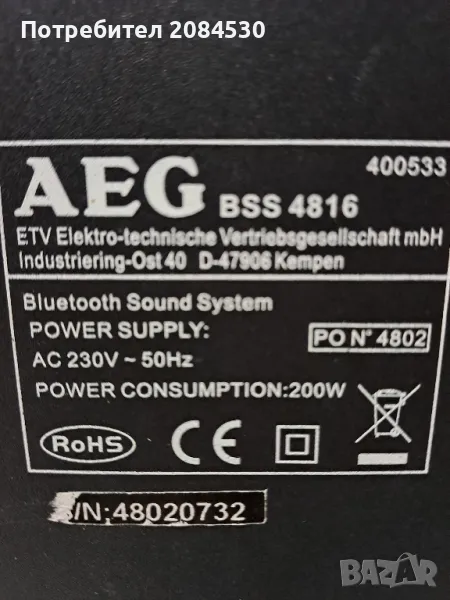 Потребител 2084530
AEG BSS 4816 400533
ETV Elektro-technische Vertriebsgesellschaft mbH
Industriering-Ost 40 D-47906 Kempen
Bluetooth Sound System
POWER SUPPLY:
AC 230V ~ 50Hz
PO N° 4802
POWER CONSUMPTION:200W
RoHS CE
/N:48020732
BAZAR